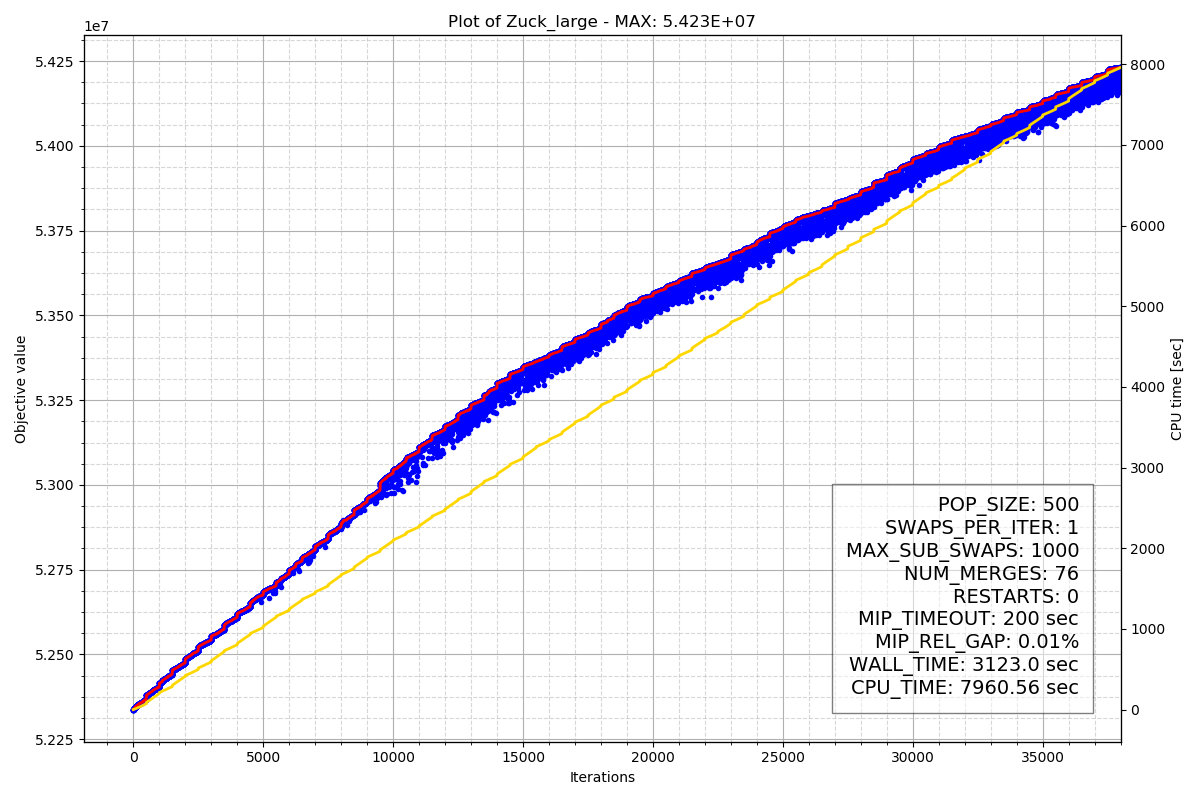 Plot of Zuck_large - MAX: 5.423E+07
1e7
5.425
5.400
5.375
5.350
5.325
5.300
5.275
5.250
5.225
Objective value
8000
7000
6000
5000
4000
3000
2000
1000
0
CPU time [sec]
POP_SIZE: 500
SWAPS_PER_ITER: 1
MAX_SUB_SWAPS: 1000
NUM_MERGES: 76
RESTARTS: 0
MIP_TIMEOUT: 200 sec
MIP_REL_GAP: 0.01%
WALL_TIME: 3123.0 sec
CPU_TIME: 7960.56 sec
0 5000 10000 15000 20000 25000 30000 35000
Iterations